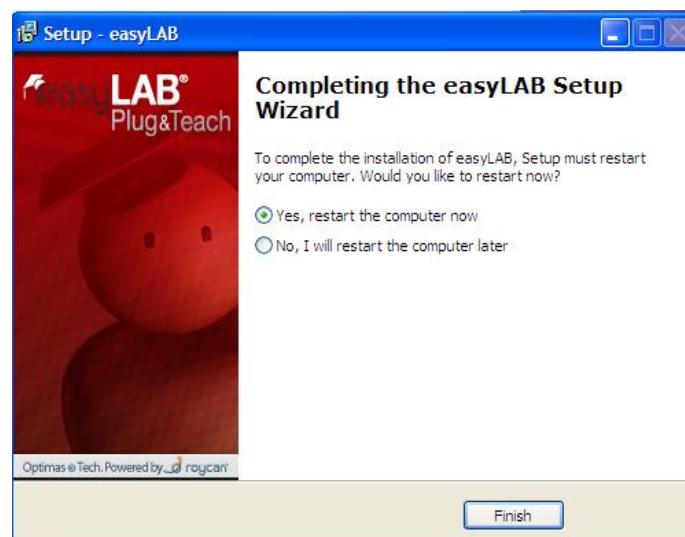 Setup - easyLAB
easyLAB®
Plug&Teach
Completing the easyLAB Setup
Wizard
To complete the installation of easyLAB, Setup must restart
your computer. Would you like to restart now?
Yes, restart the computer now
No, I will restart the computer later
Optimas e Tech. Powered by roycan
Finish